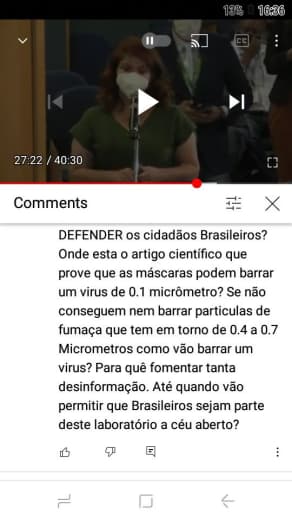 13% 16:36
CC
27:22 / 40:30
Comments
DEFENDER os cidadãos Brasileiros?
Onde esta o artigo científico que
prove que as máscaras podem barrar
um virus de 0.1 micrômetro? Se não
conseguem nem barrar particulas de
fumaça que tem em torno de 0.4 a 0.7
Micrometros como vão barrar um
virus? Para quê fomentar tanta
desinformação. Até quando vão
permitir que Brasileiros sejam parte
deste laboratório a céu aberto?